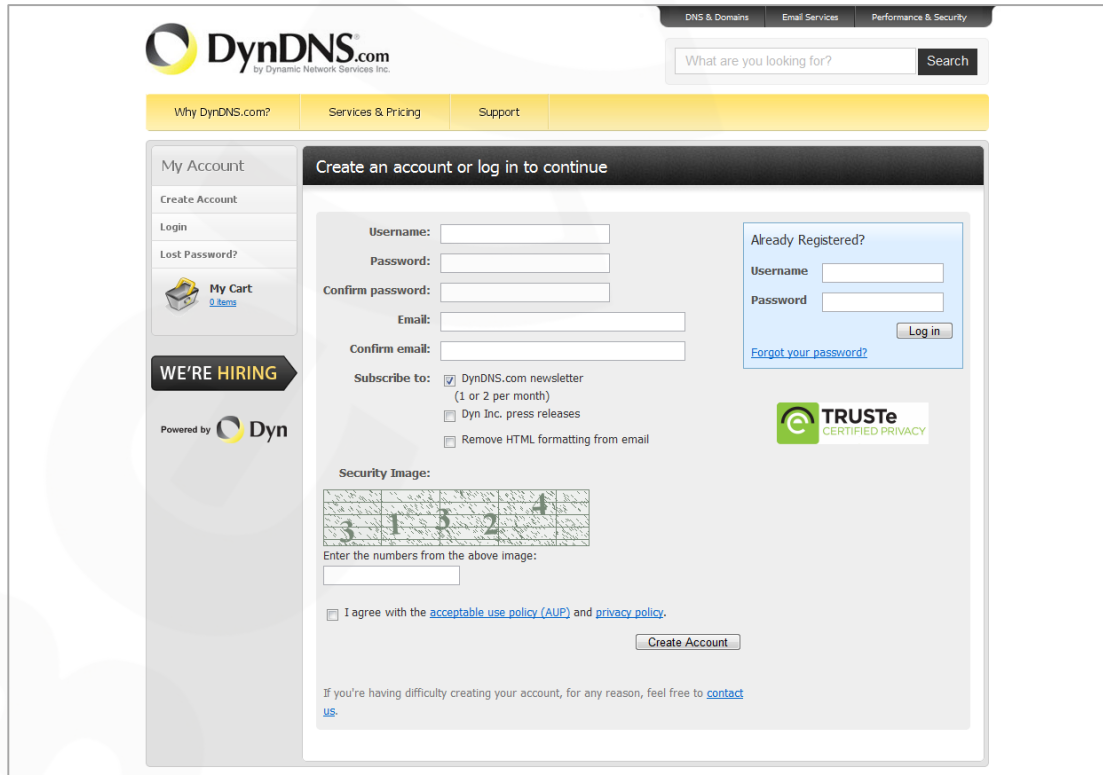 DNS & Domains Email Services Performance & Security
DynDNS.com
by Dynamic Network Services Inc.
What are you looking for? Search
Why DynDNS.com? Services & Pricing Support
My Account
Create Account
Login
Lost Password?
My Cart
0 items
WE'RE HIRING
Powered by Dyn
Create an account or log in to continue
Username:
Password:
Confirm password:
Email:
Confirm email:
Subscribe to: DynDNS.com newsletter
(1 or 2 per month)
Dyn Inc. press releases
Remove HTML formatting from email
Security Image:
3 1 3 2 4
Enter the numbers from the above image:
I agree with the acceptable use policy (AUP) and privacy policy.
Create Account
If you're having difficulty creating your account, for any reason, feel free to contact
us.
Already Registered?
Username
Password
Log in
Forgot your password?
TRUSTe
CERTIFIED PRIVACY